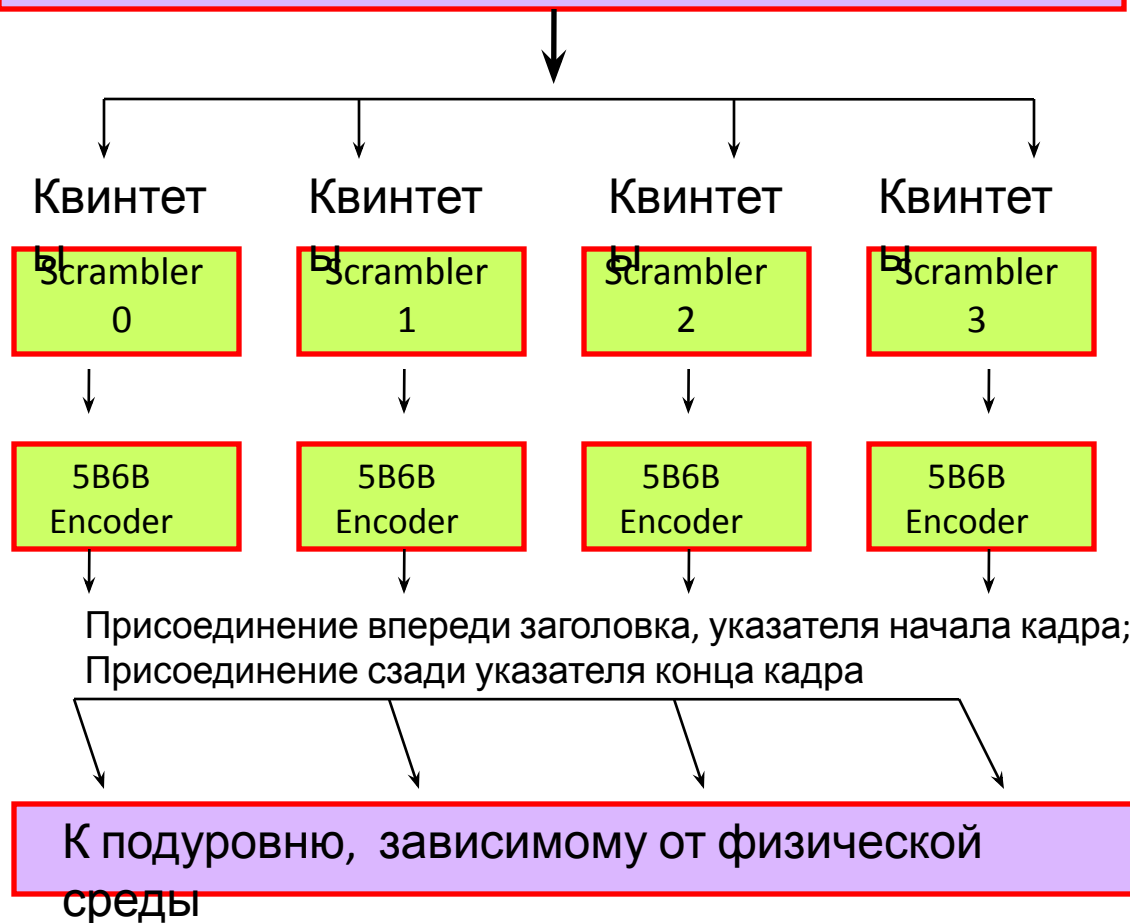 Квинтет Квинтет Квинтет Квинтет
ы ы ы ы
Scrambler Scrambler Scrambler Scrambler
0 1 2 3
5B6B 5B6B 5B6B 5B6B
Encoder Encoder Encoder Encoder
Присоединение впереди заголовка, указателя начала кадра;
Присоединение сзади указателя конца кадра
К подуровню, зависимому от физической
среды